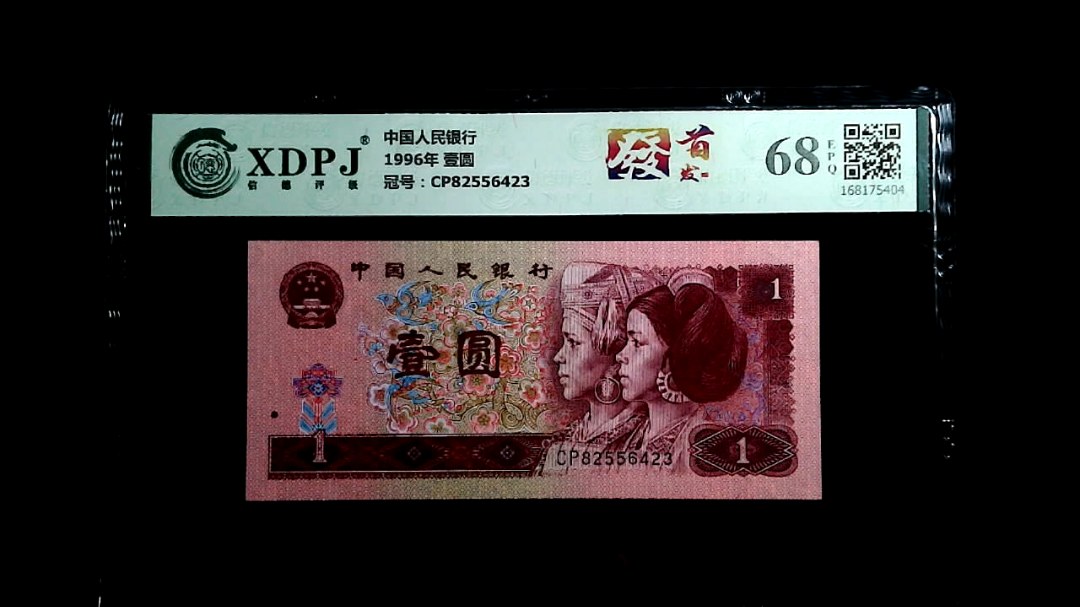 XDPJ®
信德评级
中国人民银行
1996年 壹圆
冠号：CP82556423
發
首
发
68
EPQ
168175404
中国人民银行
1
壹圆
1
CP82556423
1